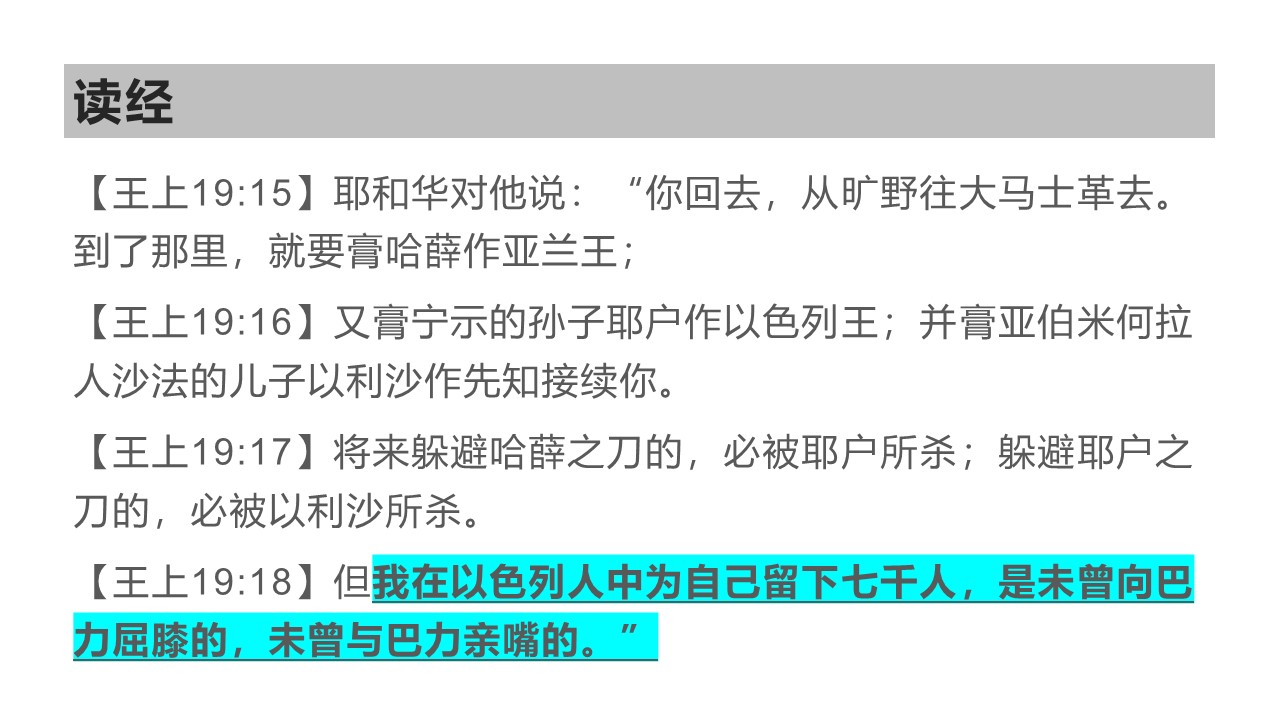 读经
【王上19:15】耶和华对他说：“你回去，从旷野往大马士革去。
到了那里，就要膏哈薛作亚兰王；
【王上19:16】又膏宁示的孙子耶户作以色列王；并膏亚伯米何拉
人沙法的儿子以利沙作先知接续你。
【王上19:17】将来躲避哈薛之刀的，必被耶户所杀；躲避耶户之
刀的，必被以利沙所杀。
【王上19:18】但我在以色列人中为自己留下七千人，是未曾向巴
力屈膝的，未曾与巴力亲嘴的。”